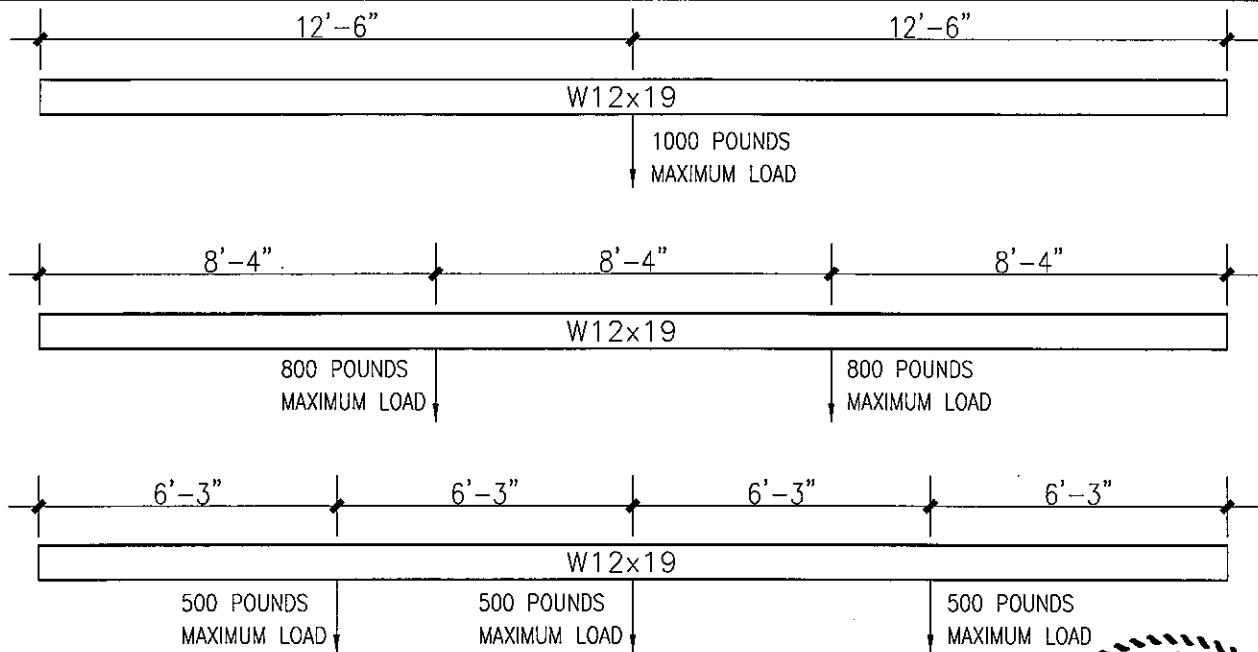 12'-6" 12'-6"
W12x19
1000 POUNDS
MAXIMUM LOAD
8'-4" 8'-4" 8'-4"
W12x19
800 POUNDS 800 POUNDS
MAXIMUM LOAD MAXIMUM LOAD
6'-3" 6'-3" 6'-3" 6'-3"
W12x19
500 POUNDS 500 POUNDS 500 POUNDS
MAXIMUM LOAD MAXIMUM LOAD MAXIMUM LOAD